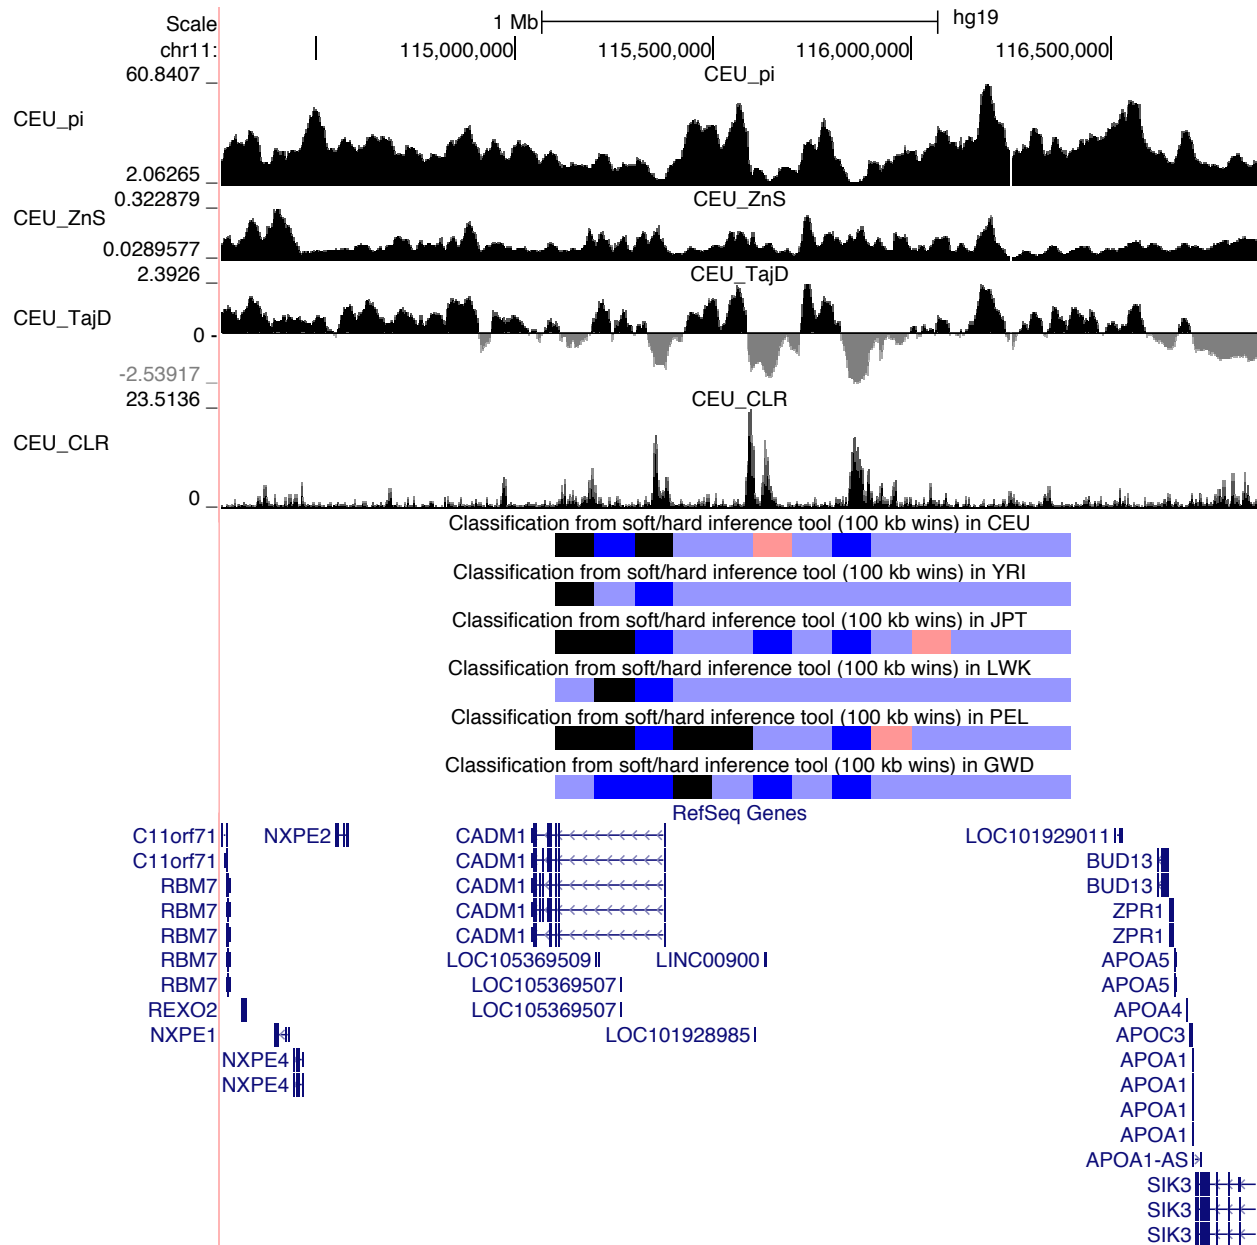 Scale 1 Mb hg19
chr11: 115,000,000 115,500,000 116,000,000 116,500,000
60.8407 _ CEU_pi
CEU_pi
2.06265 _
0.322879 _ CEU_ZnS
CEU_ZnS
0.0289577 _
2.3926 _ CEU_TajD
CEU_TajD
0 -
-2.53917 _
23.5136 _ CEU_CLR
CEU_CLR
0 _
Classification from soft/hard inference tool (100 kb wins) in CEU
Classification from soft/hard inference tool (100 kb wins) in YRI
Classification from soft/hard inference tool (100 kb wins) in JPT
Classification from soft/hard inference tool (100 kb wins) in LWK
Classification from soft/hard inference tool (100 kb wins) in PEL
Classification from soft/hard inference tool (100 kb wins) in GWD
RefSeq Genes
C11orf71 NXPE2 CADM1 LOC101929011
C11orf71 CADM1 BUD13
RBM7 CADM1 BUD13
RBM7 CADM1 ZPR1
RBM7 CADM1 ZPR1
RBM7 LOC105369509 LINC00900 APOA5
RBM7 LOC105369507 APOA5
REXO2 LOC105369507 APOA4
NXPE1 LOC101928985 APOC3
NXPE4 APOA1
NXPE4 APOA1
APOA1
APOA1
APOA1-AS
SIK3
SIK3
SIK3